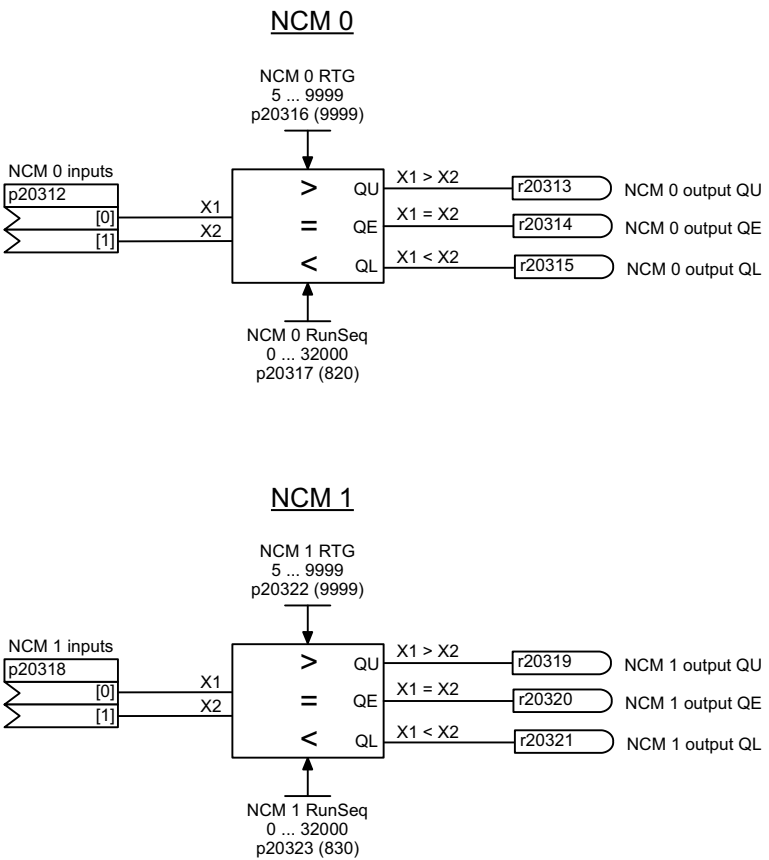 NCM 0
NCM 0 RTG
5 ... 9999
p20316 (9999)
NCM 0 inputs
p20312
[0]
[1]
X1
X2
>
=
<
QU
QE
QL
X1 > X2
X1 = X2
X1 < X2
r20313
r20314
r20315
NCM 0 output QU
NCM 0 output QE
NCM 0 output QL
NCM 0 RunSeq
0 ... 32000
p20317 (820)
NCM 1
NCM 1 RTG
5 ... 9999
p20322 (9999)
NCM 1 inputs
p20318
[0]
[1]
X1
X2
>
=
<
QU
QE
QL
X1 > X2
X1 = X2
X1 < X2
r20319
r20320
r20321
NCM 1 output QU
NCM 1 output QE
NCM 1 output QL
NCM 1 RunSeq
0 ... 32000
p20323 (830)